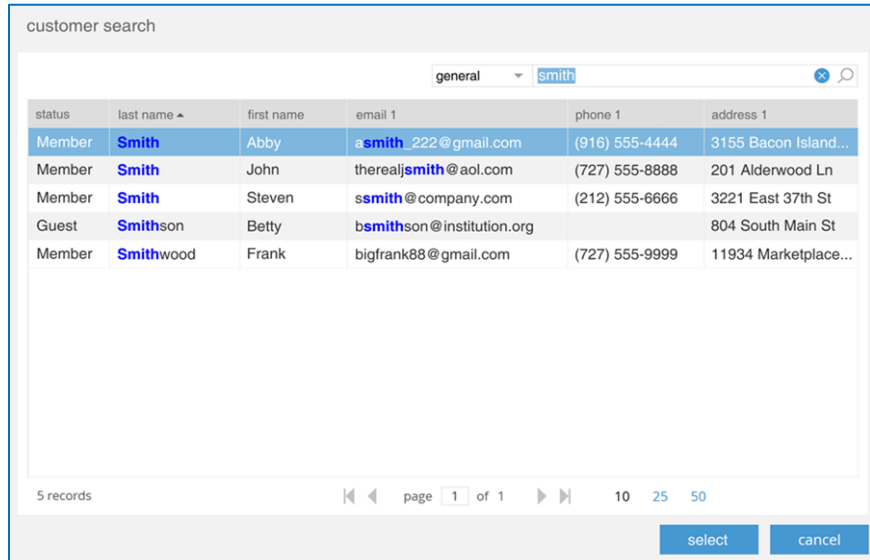 customer search
general smith
status last name first name email 1 phone 1 address 1
Member Smith Abby asmith_222@gmail.com (916) 555-4444 3155 Bacon Island...
Member Smith John therealjsmith@aol.com (727) 555-8888 201 Alderwood Ln
Member Smith Steven ssmith@company.com (212) 555-6666 3221 East 37th St
Guest Smithson Betty bsmithson@institution.org 804 South Main St
Member Smithwood Frank bigfrank88@gmail.com (727) 555-9999 11934 Marketplace...
5 records page 1 of 1 10 25 50
select cancel